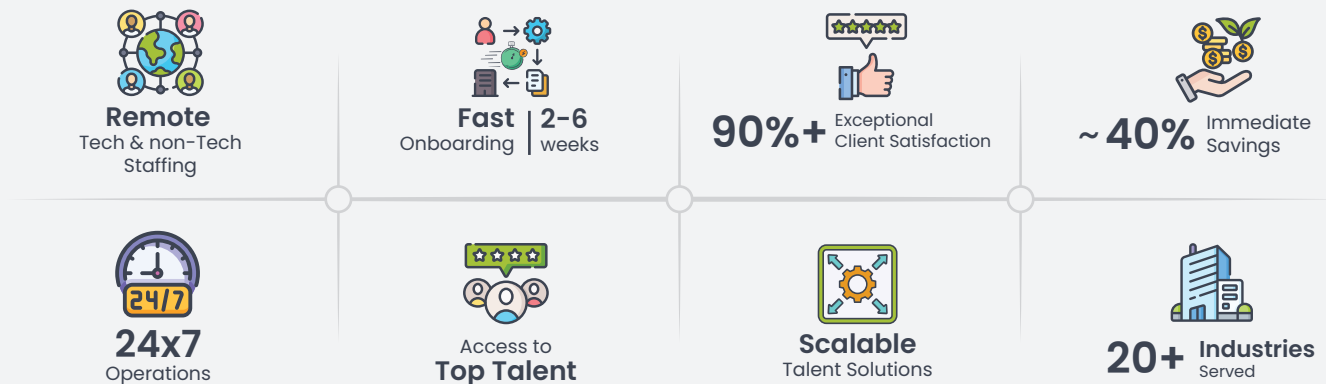 Remote
Tech & non-Tech
Staffing
Fast
Onboarding
2-6
weeks
90%+
Exceptional
Client Satisfaction
~40%
Immediate
Savings
24/7
24x7
Operations
Access to
Top Talent
Scalable
Talent Solutions
20+
Industries
Served